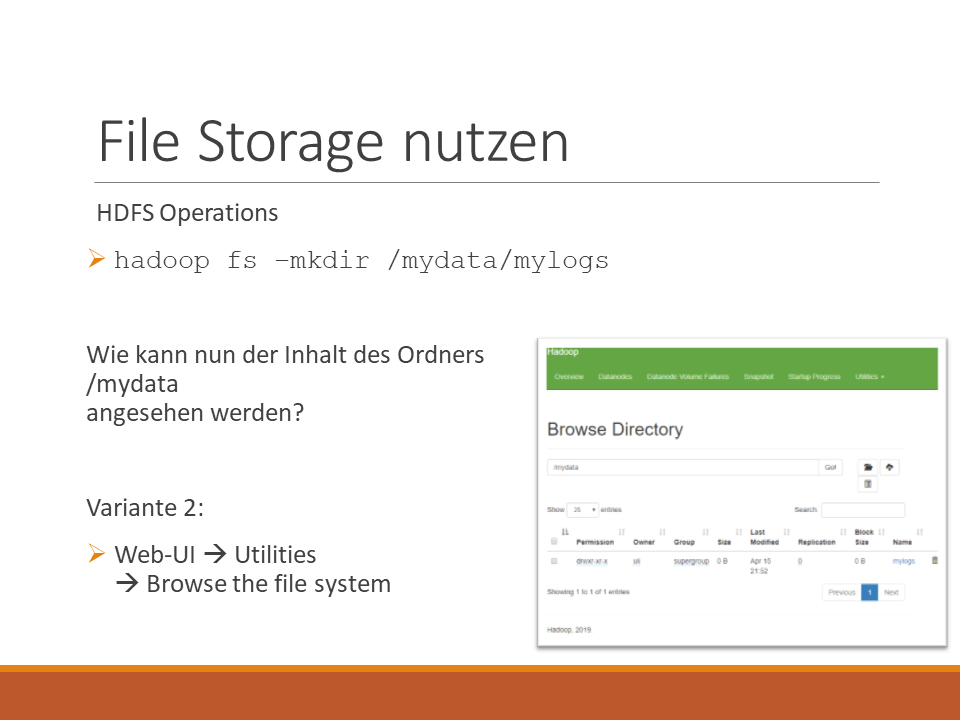 File Storage nutzen
HDFS Operations
hadoop fs –mkdir /mydata/mylogs
Wie kann nun der Inhalt des Ordners
/mydata
angesehen werden?
Variante 2:
Web-UI → Utilities
→ Browse the file system
Hadoop
Overview Datanodes Datanode Volume Failures Snapshot Startup Progress Utilities
Browse Directory
/mydata Go!
Show 25 entries Search:
Permission Owner Group Size Last Modified Replication Block Size Name
drwxr-xr-x uli supergroup 0 B Apr 15 21:52 0 0 B mylogs
Showing 1 to 1 of 1 entries Previous 1 Next
Hadoop, 2019.